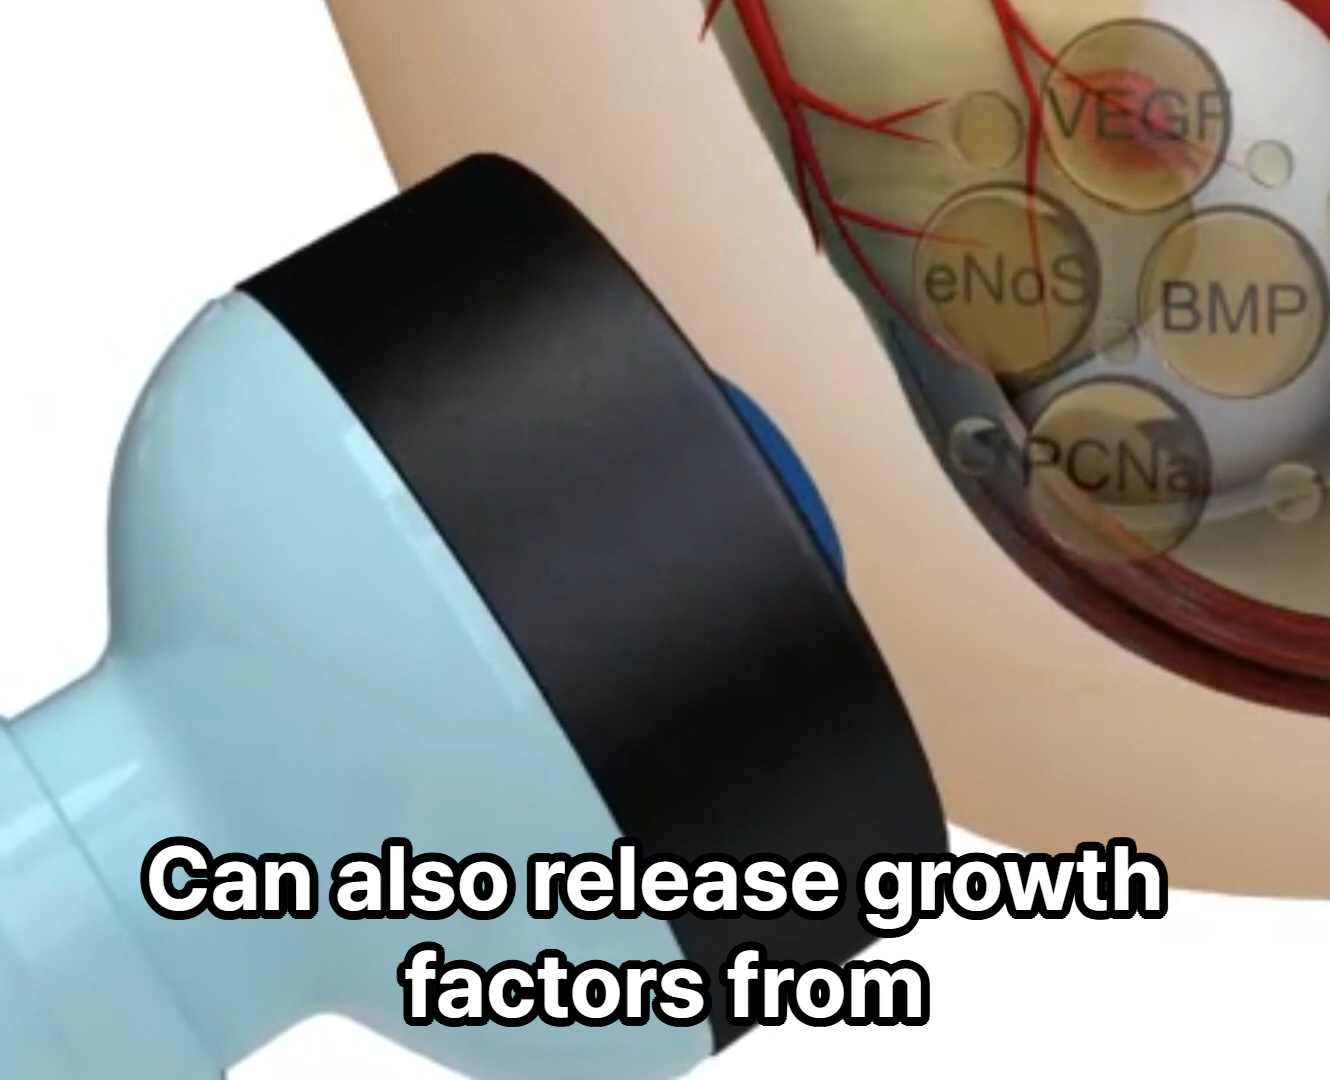 VEGF
eNoS
BMP
PCNa
Can also release growth
factors from